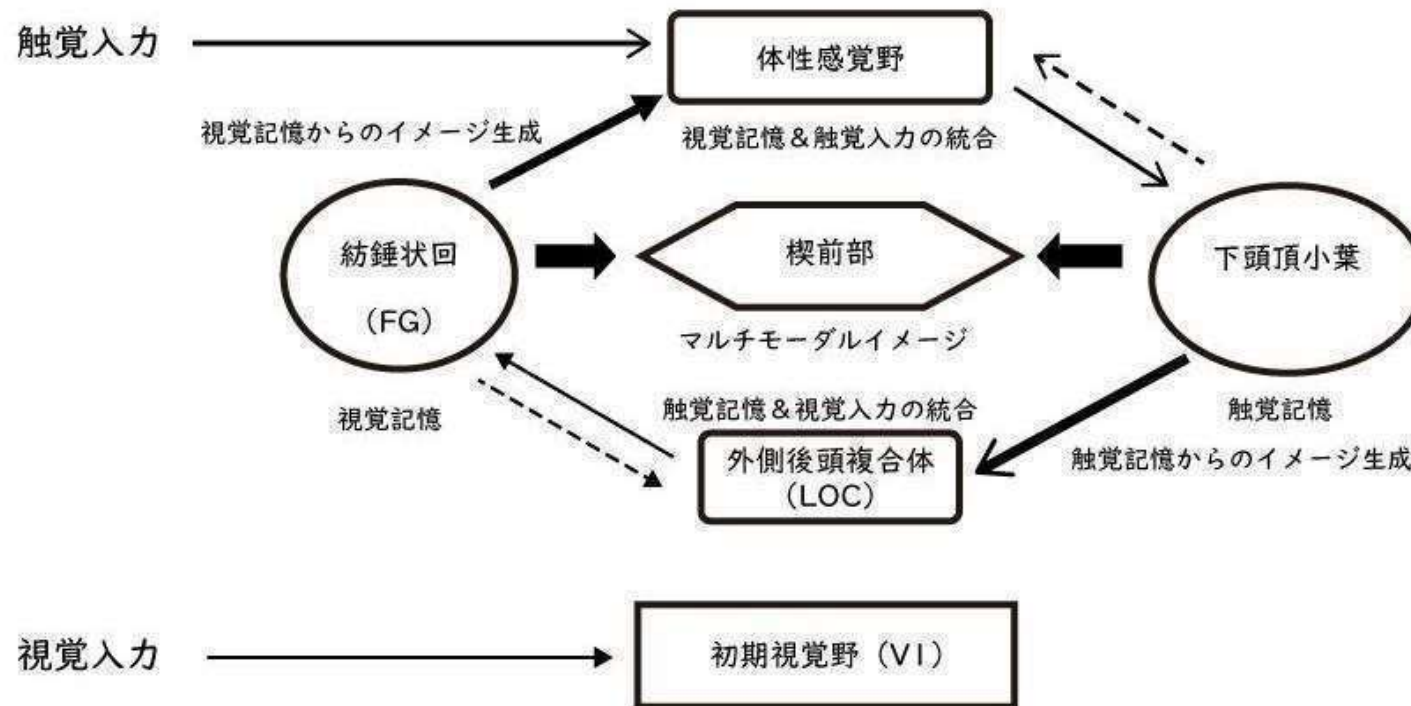 触覚入力
体性感覚野
視覚記憶からのイメージ生成
視覚記憶&触覚入力の統合
紡錘状回
(FG)
楔前部
下頭頂小葉
マルチモーダルイメージ
視覚記憶
触覚記憶&視覚入力の統合
触覚記憶
外側後頭複合体
(LOC)
触覚記憶からのイメージ生成
視覚入力
初期視覚野(V1)